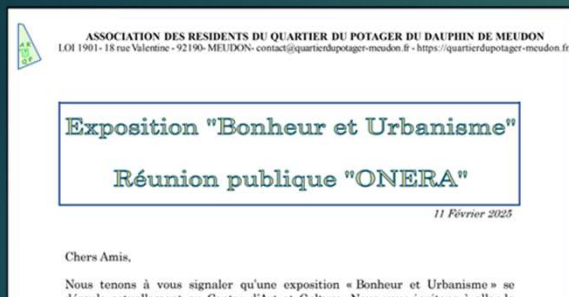 ASSOCIATION DES RESIDENTS DU QUARTIER DU POTAGER DU DAUPHIN DE MEUDON
LOI 1901- 18 rue Valentine - 92190- MEUDON- contact@quartierdupotager-meudon.fr - https://quartierdupotager-meudon.fr
Exposition "Bonheur et Urbanisme"
Réunion publique "ONERA"
11 Février 2025
Chers Amis,
Nous tenons à vous signaler qu'une exposition « Bonheur et Urbanisme » se